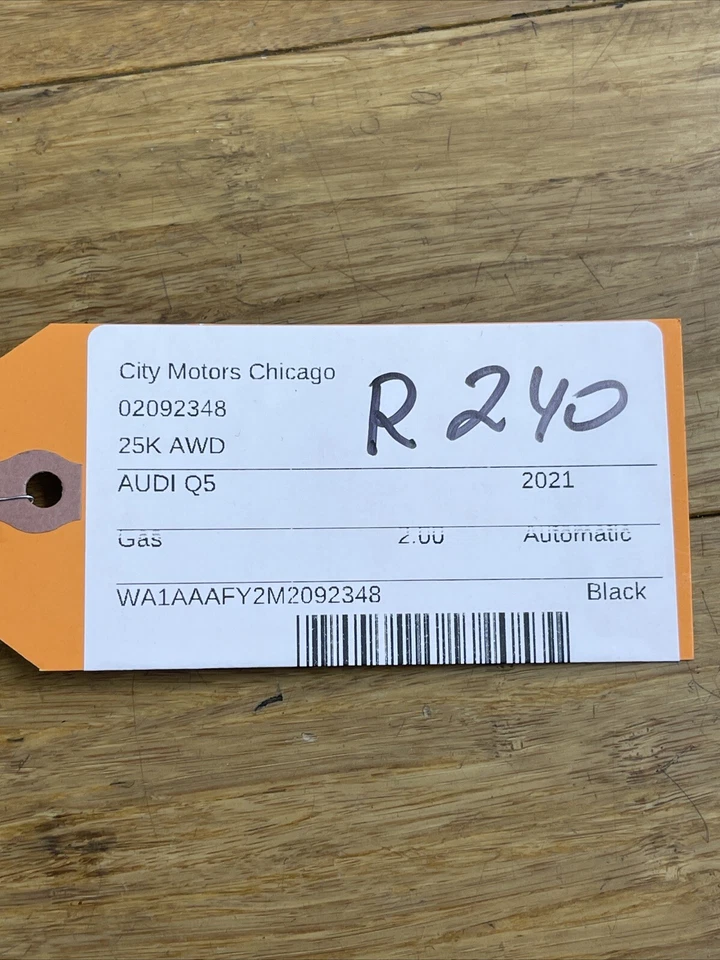 City Motors Chicago
02092348
R 240
25K AWD
AUDI Q5 2021
Gas 2.00 Automatic
WA1AAAFY2M2092348 Black